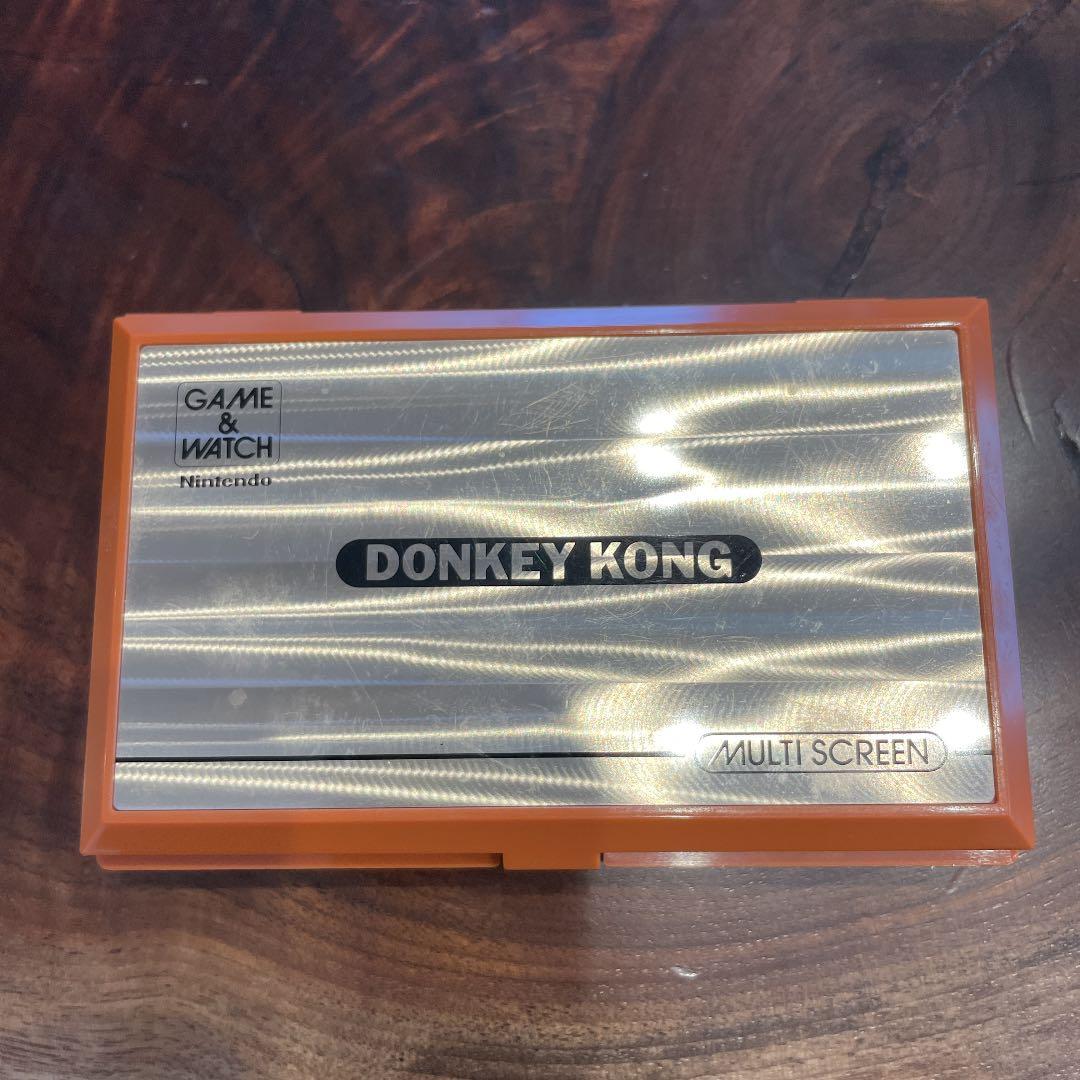 GAME
&
WATCH
Nintendo
DONKEY KONG
MULTI SCREEN